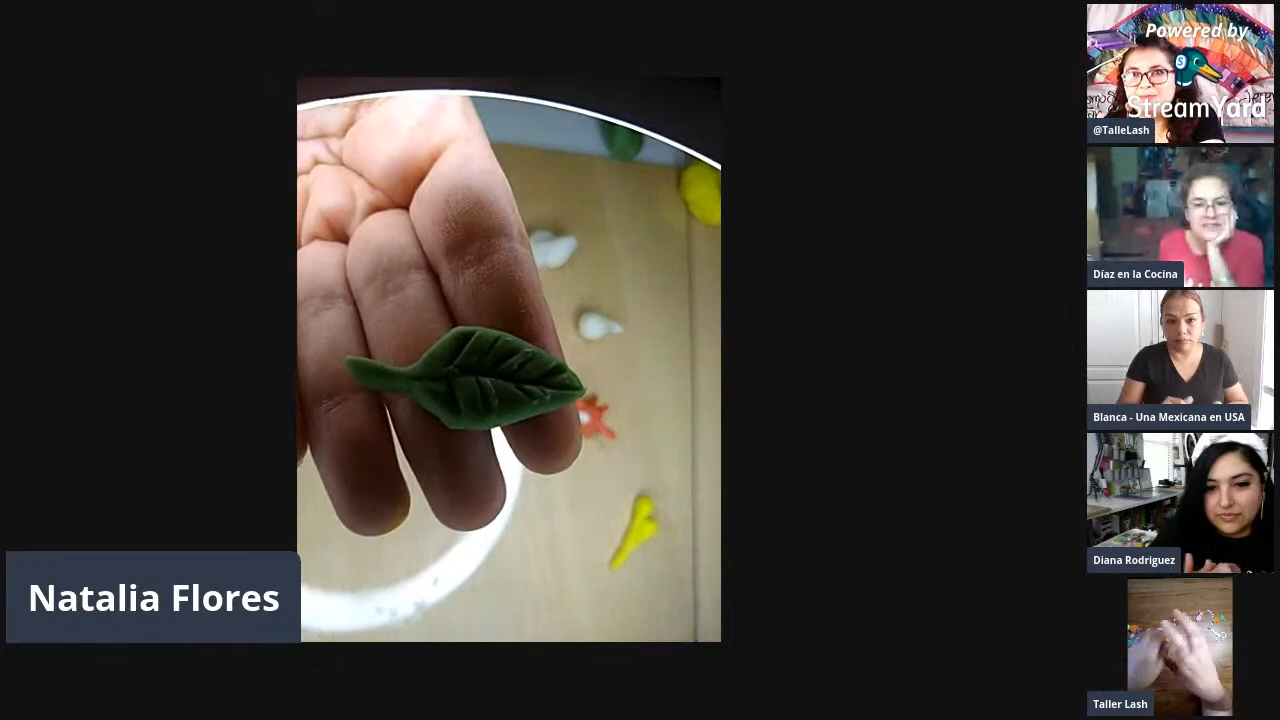 Natalia Flores
Powered by
StreamYard
@TalleLash
Díaz en la Cocina
Blanca - Una Mexicana en USA
Diana Rodriguez
Taller Lash